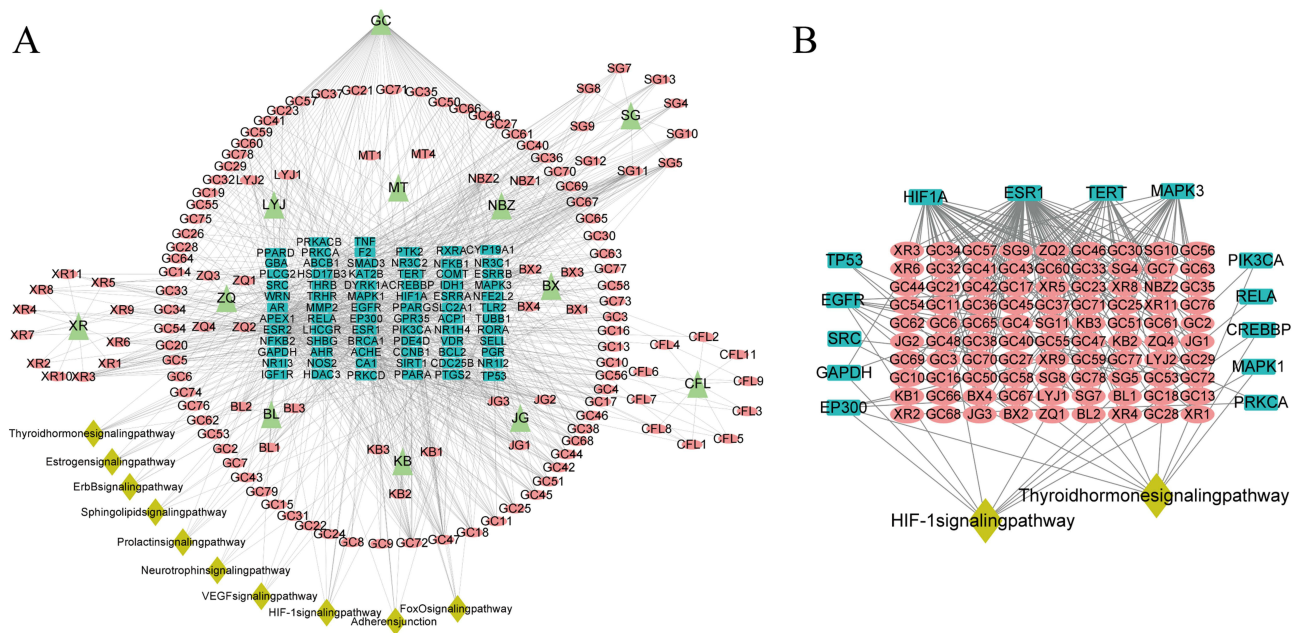 A
B
GC
GC71
GC21
GC35
GC37
GC50
GC57
GC66
GC23
GC48
GC41
GC27
GC59
GC61
GC60
GC40
GC78
GC36
GC29
GC70
GC32
GC69
GC19
GC67
GC55
GC65
GC75
GC30
GC26
GC63
GC28
GC77
GC64
GC58
GC14
GC73
GC33
GC3
GC34
GC16
GC54
GC13
GC20
GC10
GC5
GC56
GC6
GC4
GC74
GC17
GC76
GC46
GC62
GC38
GC53
GC68
GC2
GC44
GC7
GC42
GC43
GC51
GC79
GC45
GC15
GC25
GC31
GC11
GC22
GC18
GC24
GC47
GC8
GC9
GC72
SG7
SG13
SG8
SG4
SG
SG9
SG10
SG12
SG11
SG5
MT1
MT4
MT
LYJ2
LYJ1
LYJ
NBZ2
NBZ1
NBZ
XR11
XR5
XR8
XR4
XR9
XR
XR7
XR6
XR2
XR1
XR10
XR3
ZQ3
ZQ1
ZQ
ZQ4
ZQ2
BX2
BX3
BX
BX4
BX1
CFL4
CFL11
CFL6
CFL9
CFL
CFL7
CFL3
CFL8
CFL5
CFL1
JG3
JG2
JG
JG1
BL2
BL3
BL
BL1
KB3
KB1
KB
KB2
PRKACB TNF
PPARD PRKCA F2 PTK2 RXRA CYP19A1
GBA ABCB1 SMAD3 NR3C2 NFKB1 NR3C1
PLCG2 HSD17B3 KAT2B TERT COMT ESRRB
SRC THRB DYRK1A CREBBP IDH1 MAPK3
WRN TRHR MAPK1 HIF1A ESRRA NFE2L2
AR MMP2 EGFR PPARG SLC2A1 TLR2
APEX1 RELA EP300 GPR35 ACP1 TUBB1
ESR2 LHCGR ESR1 PIK3CA NR1H4 RORA
NFKB2 SHBG BRCA1 PDE4D VDR SELL
GAPDH AHR ACHE CCNB1 BCL2 PGR
NR1I3 NOS2 CA1 SIRT1 CDC25B NR1I2
IGF1R HDAC3 PRKCD PPARA PTGS2 TP53
Thyroidhormonesignalingpathway
Estrogensignalingpathway
ErbBsignalingpathway
Sphingolipidsignalingpathway
Prolactinsignalingpathway
Neurotrophinsignalingpathway
VEGFsignalingpathway
HIF-1signalingpathway
Adherensjunction
FoxOsignalingpathway
HIF1A ESR1 TERT MAPK3
TP53
EGFR
SRC
GAPDH
EP300
XR3 GC34 GC57 SG9 ZQ2 GC46 GC30 SG10 GC56
XR6 GC32 GC41 GC43 GC60 GC33 SG4 GC7 GC63
GC44 GC21 GC42 GC17 XR5 GC23 XR8 NBZ2 GC35
GC54 GC11 GC36 GC45 GC37 GC75 GC25 XR11 GC76
GC62 GC6 GC65 GC4 SG11 KB3 GC51 GC61 GC2
JG2 GC48 GC38 GC40 GC55 GC47 KB2 ZQ4 JG1
GC69 GC3 GC70 GC27 XR9 GC59 GC77 LYJ2 GC29
GC10 GC16 GC50 GC58 SG8 GC78 SG5 GC53 GC72
KB1 GC66 BX4 GC67 LYJ1 SG7 BL1 GC18 GC13
XR2 GC68 JG3 BX2 ZQ1 BL2 XR4 GC28 XR1
PIK3CA
RELA
CREBBP
MAPK1
PRKCA
Thyroidhormonesignalingpathway
HIF-1signalingpathway